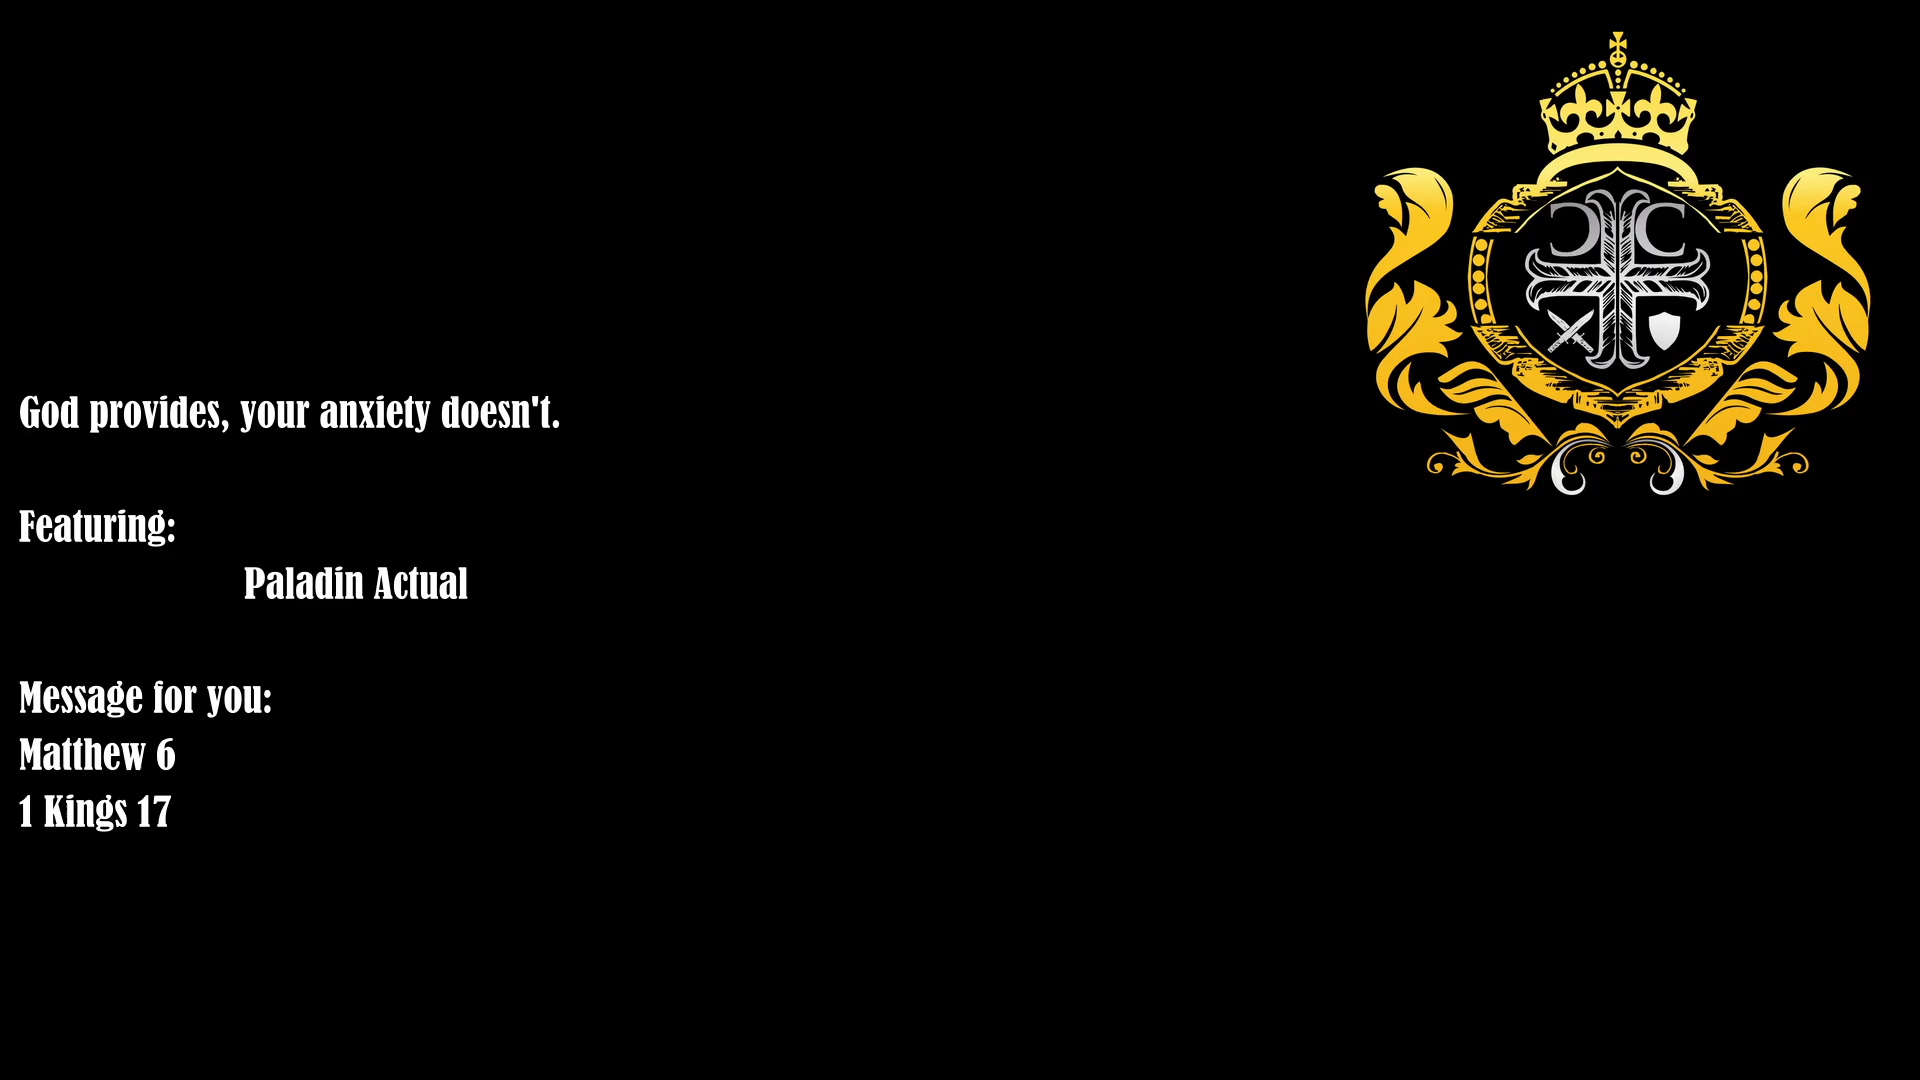 God provides, your anxiety doesn't.
Featuring:
Paladin Actual
Message for you:
Matthew 6
1 Kings 17